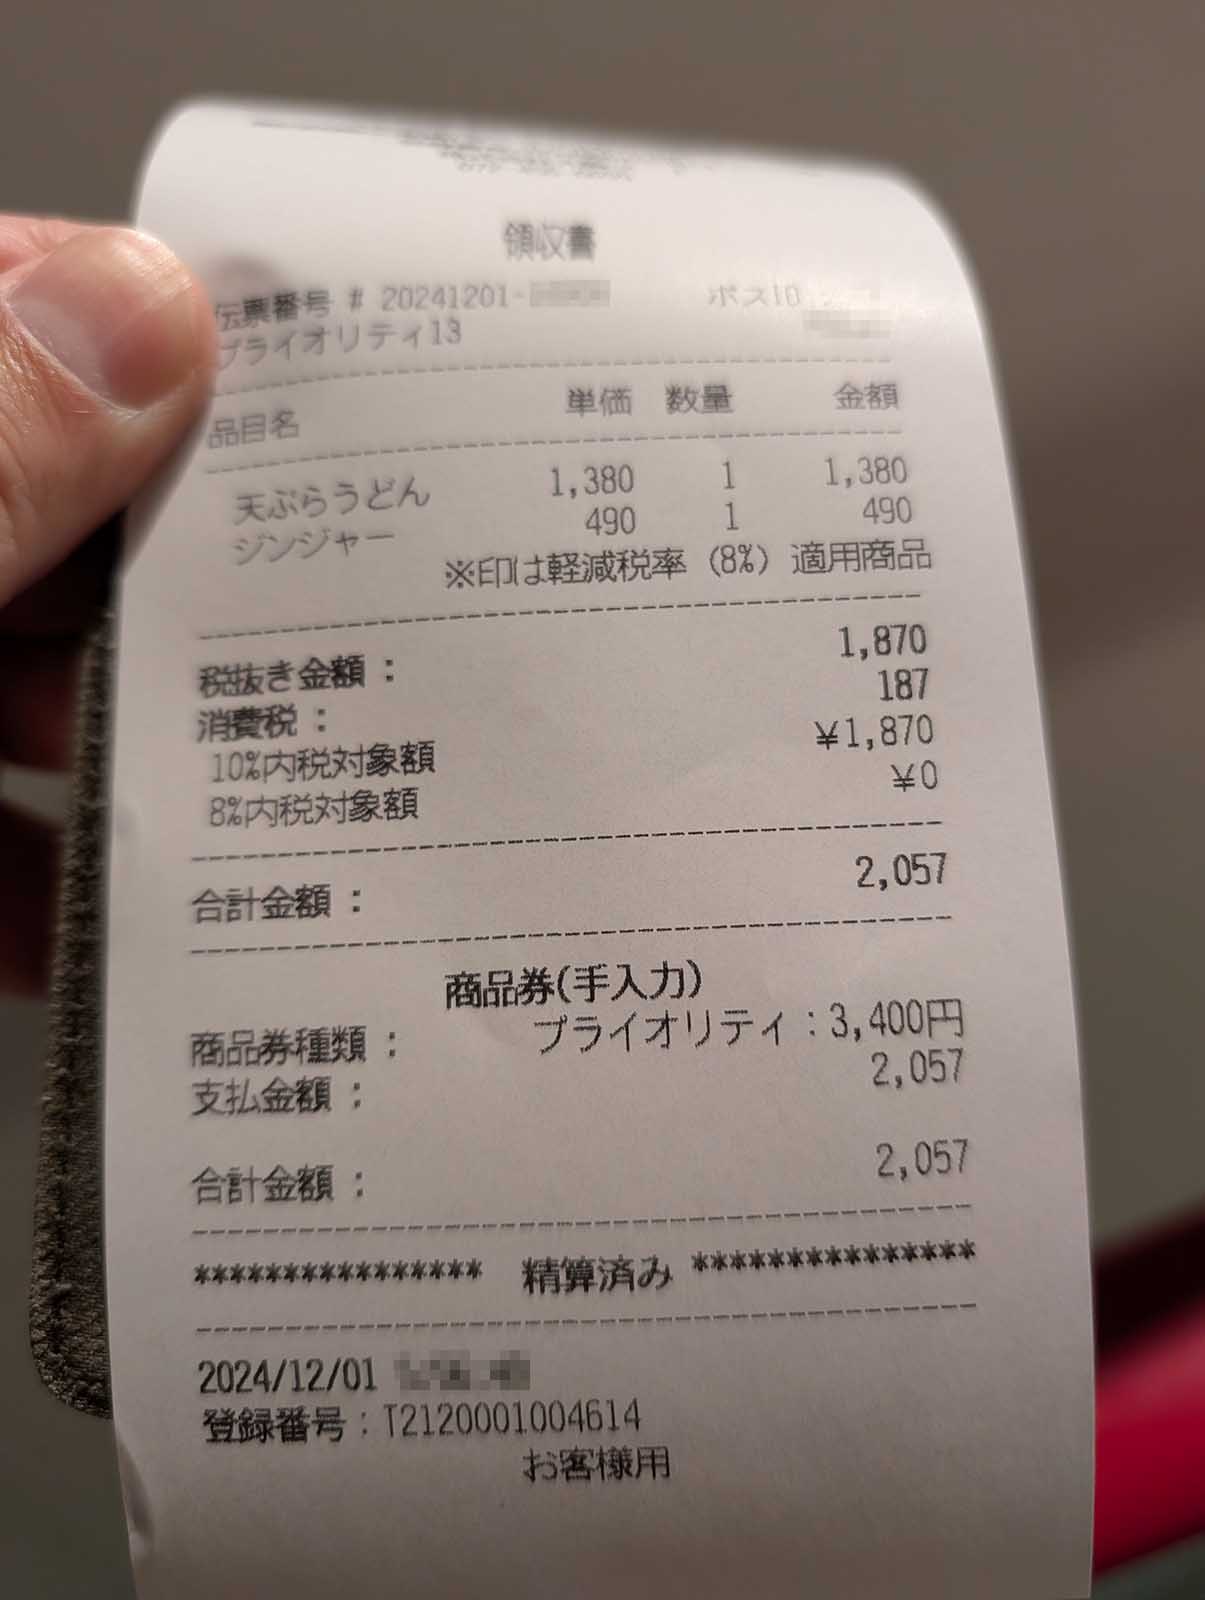 領収書
伝票番号 # 20241201-
ポスID
プライオリティ13
品目名 単価 数量 金額
天ぷらうどん 1,380 1 1,380
ジンジャー 490 1 490
※印は軽減税率(8%)適用商品
税抜き金額： 1,870
消費税： 187
10%内税対象額 ¥1,870
8%内税対象額 ¥0
合計金額： 2,057
商品券(手入力)
商品券種類： プライオリティ：3,400円
支払金額： 2,057
合計金額： 2,057
**************** 精算済み ****************
2024/12/01
登録番号：T2120001004614
お客様用